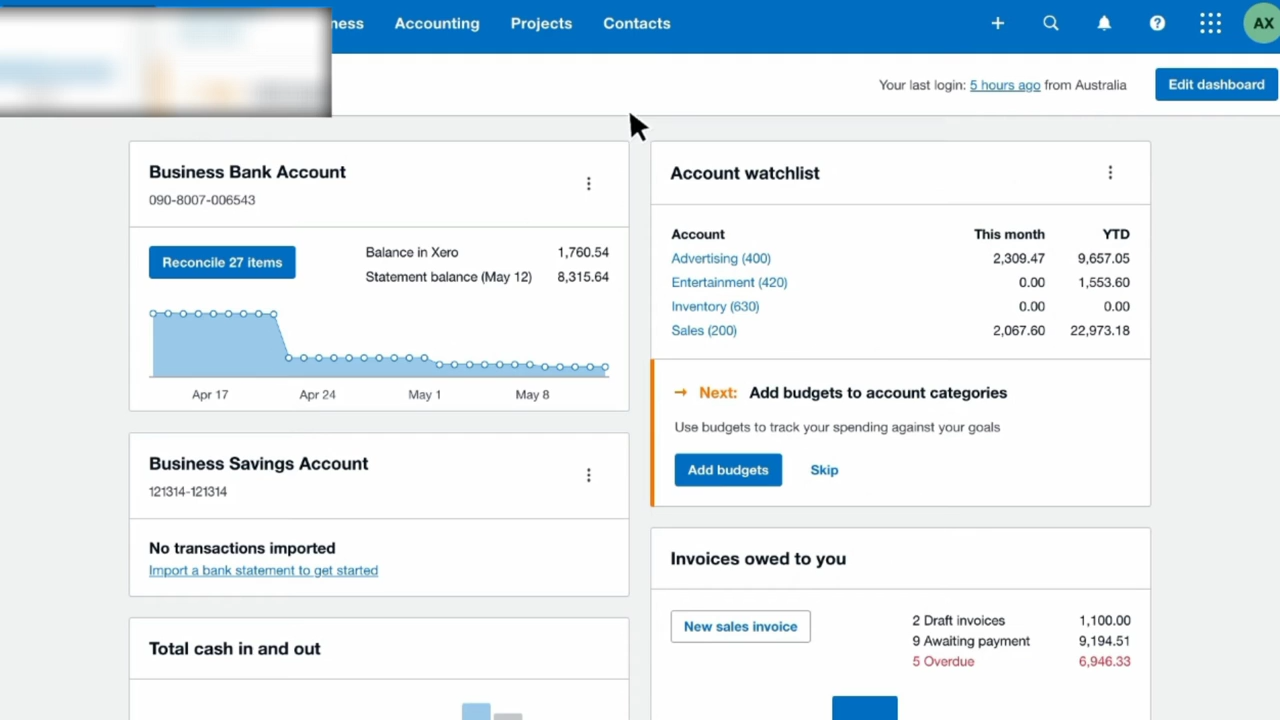 ness Accounting Projects Contacts
AX
Your last login: 5 hours ago from Australia
Edit dashboard
Business Bank Account
090-8007-006543
Reconcile 27 items
Balance in Xero 1,760.54
Statement balance (May 12) 8,315.64
Apr 17 Apr 24 May 1 May 8
Business Savings Account
121314-121314
No transactions imported
Import a bank statement to get started
Total cash in and out
Account watchlist
Account This month YTD
Advertising (400) 2,309.47 9,657.05
Entertainment (420) 0.00 1,553.60
Inventory (630) 0.00 0.00
Sales (200) 2,067.60 22,973.18
→ Next: Add budgets to account categories
Use budgets to track your spending against your goals
Add budgets Skip
Invoices owed to you
New sales invoice
2 Draft invoices 1,100.00
9 Awaiting payment 9,194.51
5 Overdue 6,946.33